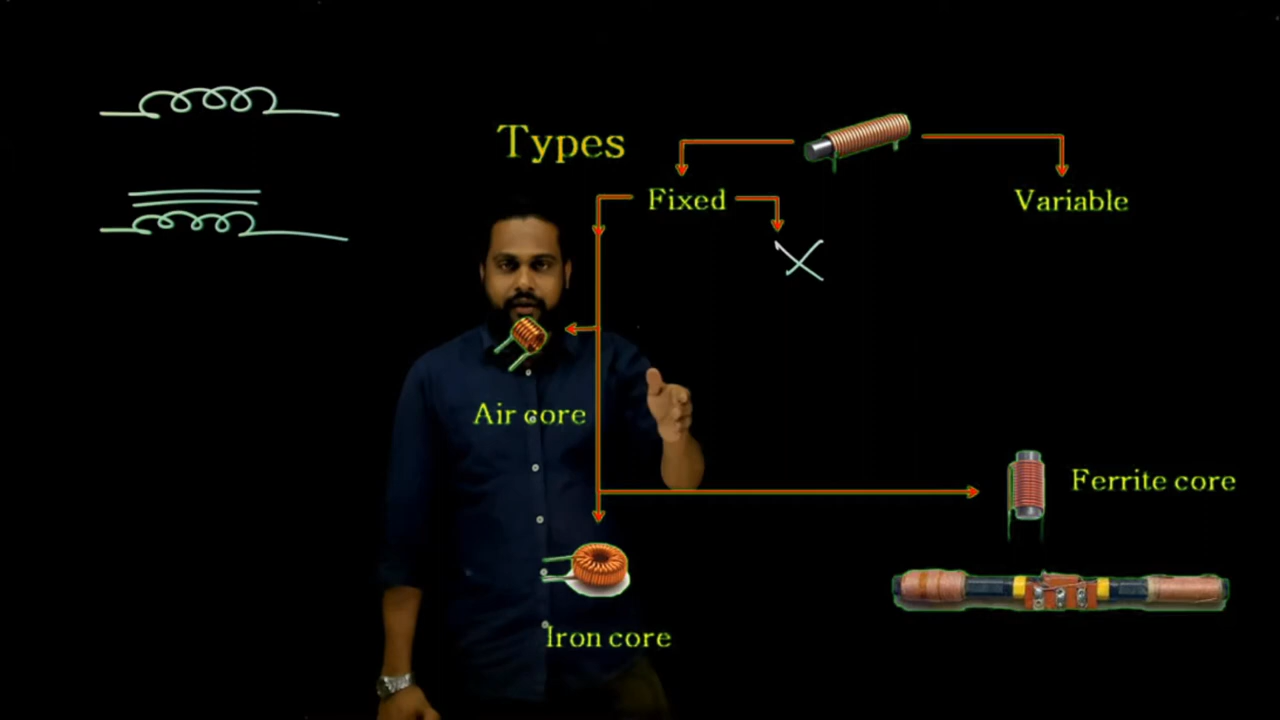 Types
Fixed
Variable
Air core
Ferrite core
Iron core